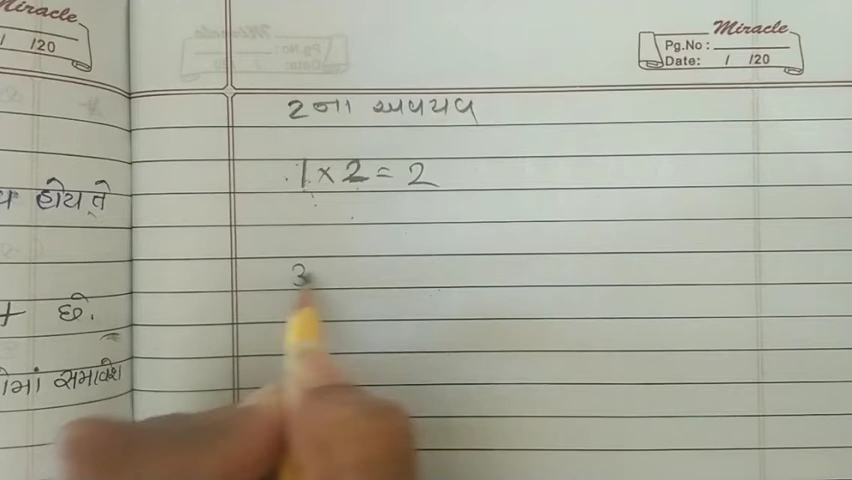 Miracle
/ /20
હોય તે
છે.
સમાવેશ
Miracle
Pg.No :
Date: / /20
2ના અવયવ
1 × 2 = 2
3